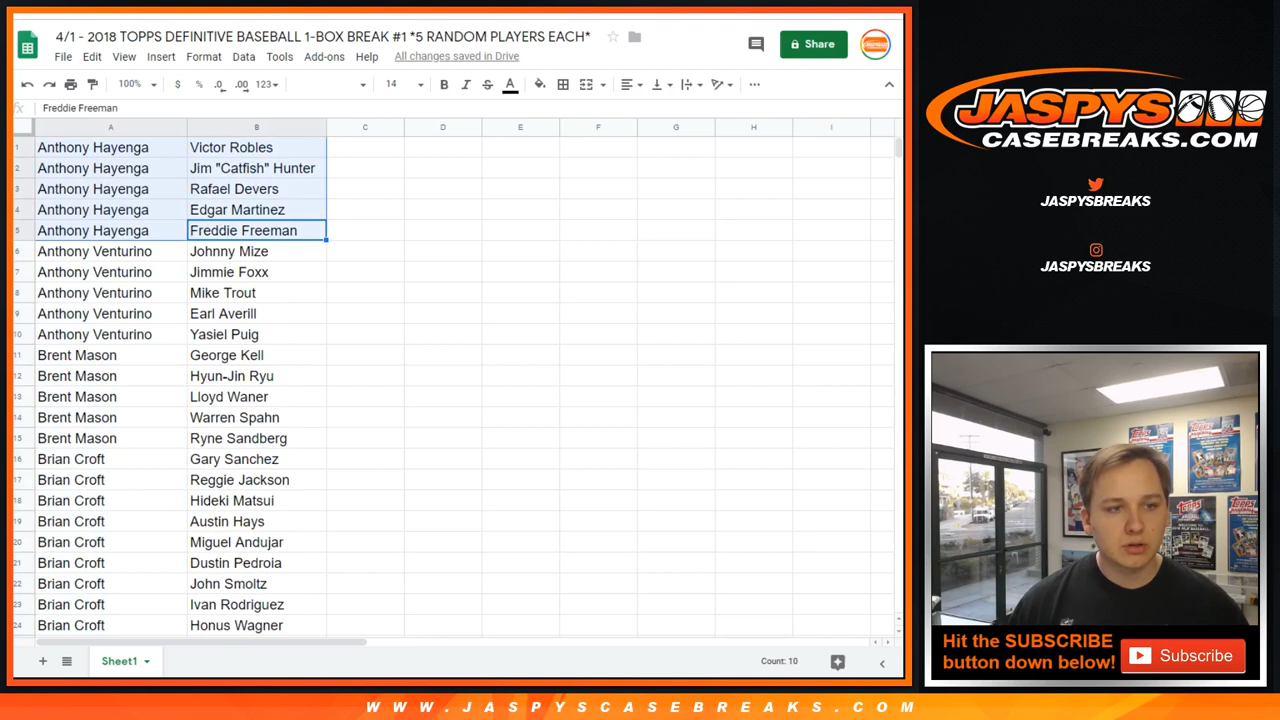 4/1 - 2018 TOPPS DEFINITIVE BASEBALL 1-BOX BREAK #1 *5 RANDOM PLAYERS EACH*
File Edit View Insert Format Data Tools Add-ons Help All changes saved in Drive
Share
100% $ % .0 .00 123 14 B I S A
fx Freddie Freeman
A B C D E F G H I
1 Anthony Hayenga Victor Robles
2 Anthony Hayenga Jim "Catfish" Hunter
3 Anthony Hayenga Rafael Devers
4 Anthony Hayenga Edgar Martinez
5 Anthony Hayenga Freddie Freeman
6 Anthony Venturino Johnny Mize
7 Anthony Venturino Jimmie Foxx
8 Anthony Venturino Mike Trout
9 Anthony Venturino Earl Averill
10 Anthony Venturino Yasiel Puig
11 Brent Mason George Kell
12 Brent Mason Hyun-Jin Ryu
13 Brent Mason Lloyd Waner
14 Brent Mason Warren Spahn
15 Brent Mason Ryne Sandberg
16 Brian Croft Gary Sanchez
17 Brian Croft Reggie Jackson
18 Brian Croft Hideki Matsui
19 Brian Croft Austin Hays
20 Brian Croft Miguel Andujar
21 Brian Croft Dustin Pedroia
22 Brian Croft John Smoltz
23 Brian Croft Ivan Rodriguez
24 Brian Croft Honus Wagner
Sheet1
Count: 10
JASPYS
CASEBREAKS.COM
JASPYSBREAKS
JASPYSBREAKS
Hit the SUBSCRIBE
button down below!
Subscribe
WWW.JASPYSCASEBREAKS.COM